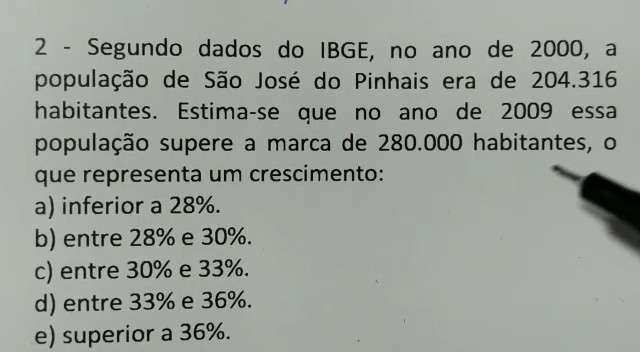 2 - Segundo dados do IBGE, no ano de 2000, a
população de São José do Pinhais era de 204.316
habitantes. Estima-se que no ano de 2009 essa
população supere a marca de 280.000 habitantes, o
que representa um crescimento:
a) inferior a 28%.
b) entre 28% e 30%.
c) entre 30% e 33%.
d) entre 33% e 36%.
e) superior a 36%.